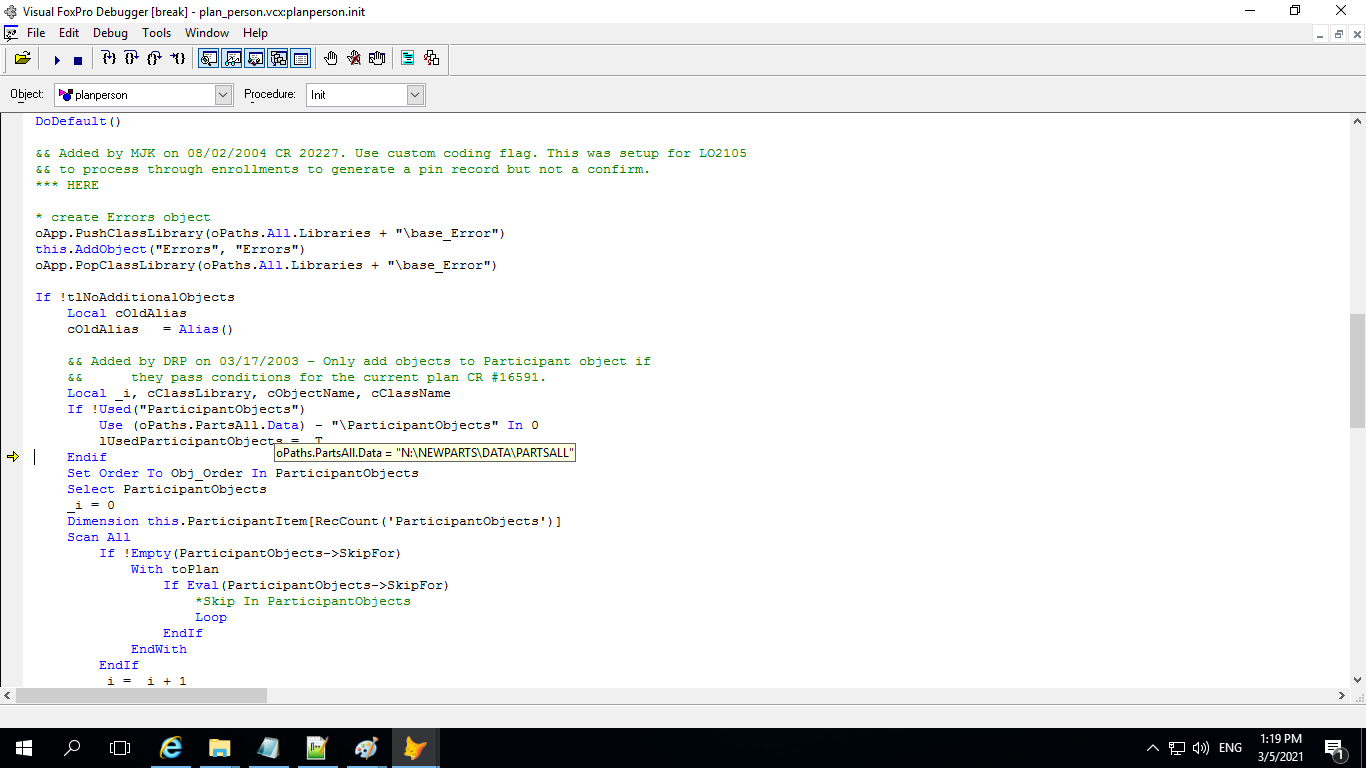 Visual FoxPro Debugger [break] - plan_person.vcx:planperson.init
File Edit Debug Tools Window Help
Object: planperson Procedure: Init
DoDefault()
&& Added by MJK on 08/02/2004 CR 20227. Use custom coding flag. This was setup for LO2105
&& to process through enrollments to generate a pin record but not a confirm.
*** HERE
* create Errors object
oApp.PushClassLibrary(oPaths.All.Libraries + "\base_Error")
this.AddObject("Errors", "Errors")
oApp.PopClassLibrary(oPaths.All.Libraries + "\base_Error")
If !tlNoAdditionalObjects
Local cOldAlias
cOldAlias = Alias()
&& Added by DRP on 03/17/2003 - Only add objects to Participant object if
&& they pass conditions for the current plan CR #16591.
Local _i, cClassLibrary, cObjectName, cClassName
If !Used("ParticipantObjects")
Use (oPaths.PartsAll.Data) - "\ParticipantObjects" In 0
lUsedParticipantObjects = .T.
oPaths.PartsAll.Data = "N:\NEWPARTS\DATA\PARTSALL"
Endif
Set Order To Obj_Order In ParticipantObjects
Select ParticipantObjects
_i = 0
Dimension this.ParticipantItem[RecCount('ParticipantObjects')]
Scan All
If !Empty(ParticipantObjects->SkipFor)
With toPlan
If Eval(ParticipantObjects->SkipFor)
*Skip In ParticipantObjects
Loop
EndIf
EndWith
EndIf
_i = _i + 1
ENG
1:19 PM
3/5/2021
1